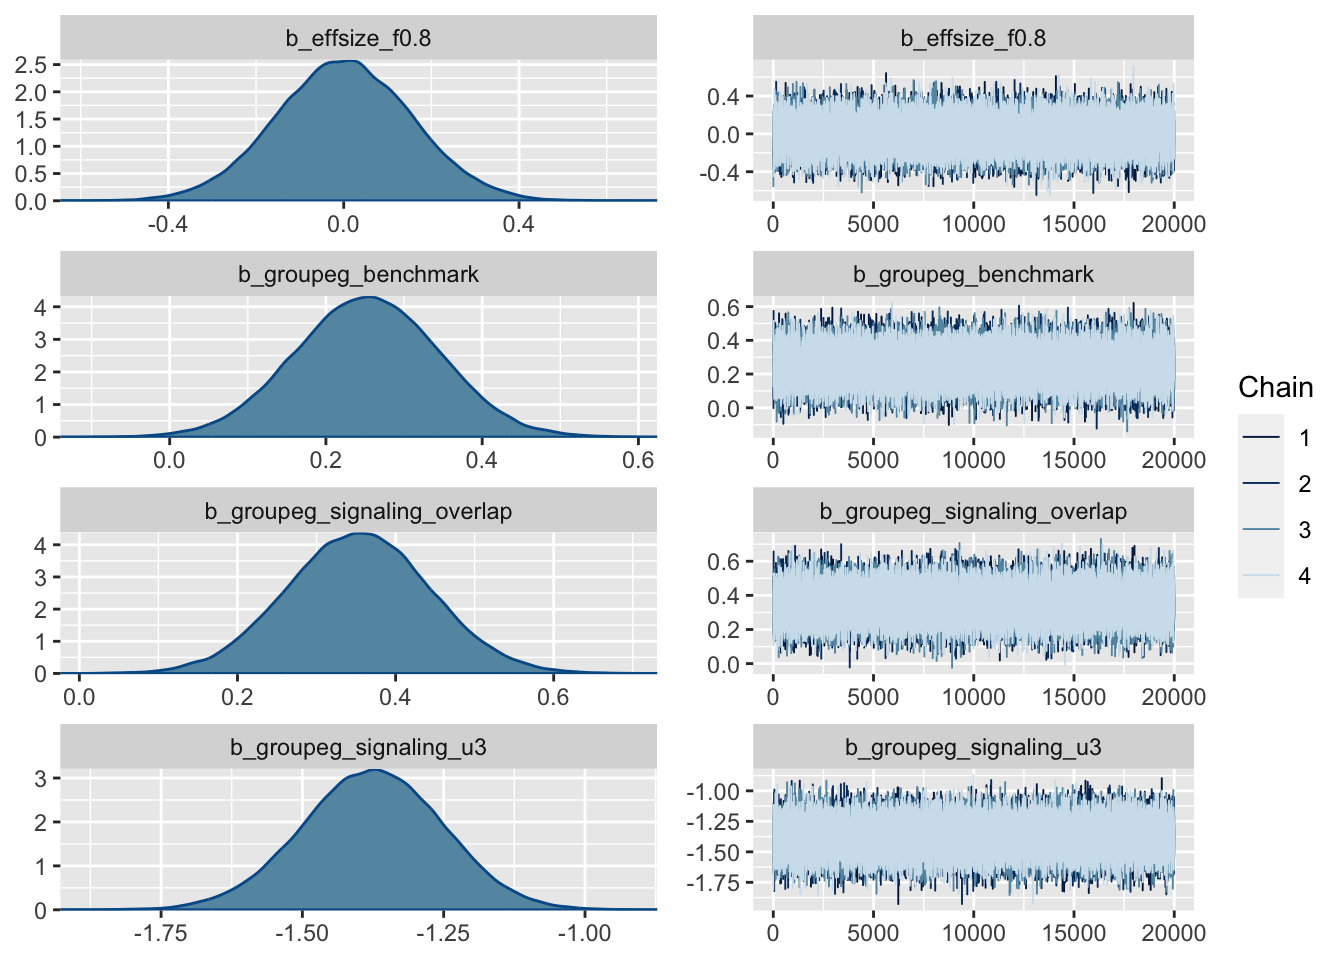 b_effsize_f0.8
2.5
2.0
1.5
1.0
0.5
0.0
-0.4 0.0 0.4
b_effsize_f0.8
0.4
0.0
-0.4
0 5000 10000 15000 20000
b_groupeg_benchmark
4
3
2
1
0
0.0 0.2 0.4 0.6
b_groupeg_benchmark
0.6
0.4
0.2
0.0
0 5000 10000 15000 20000
b_groupeg_signaling_overlap
4
3
2
1
0
0.0 0.2 0.4 0.6
b_groupeg_signaling_overlap
0.6
0.4
0.2
0.0
0 5000 10000 15000 20000
b_groupeg_signaling_u3
3
2
1
0
-1.75 -1.50 -1.25 -1.00
b_groupeg_signaling_u3
-1.00
-1.25
-1.50
-1.75
0 5000 10000 15000 20000
Chain
1
2
3
4